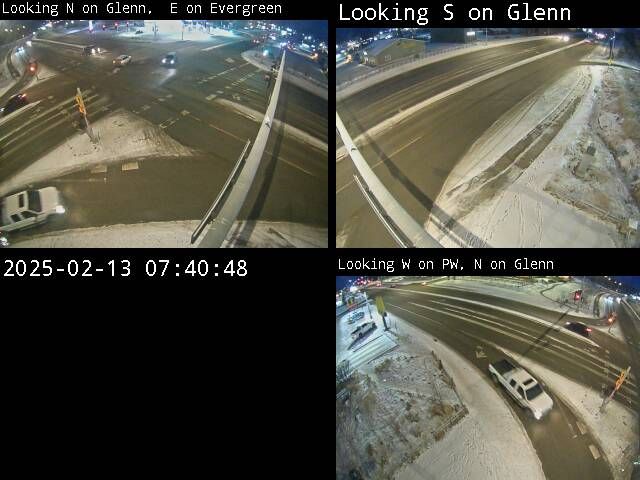 Looking N on Glenn,  E on Evergreen
Looking S on Glenn
2025-02-13 07:40:48
Looking W on PW, N on Glenn